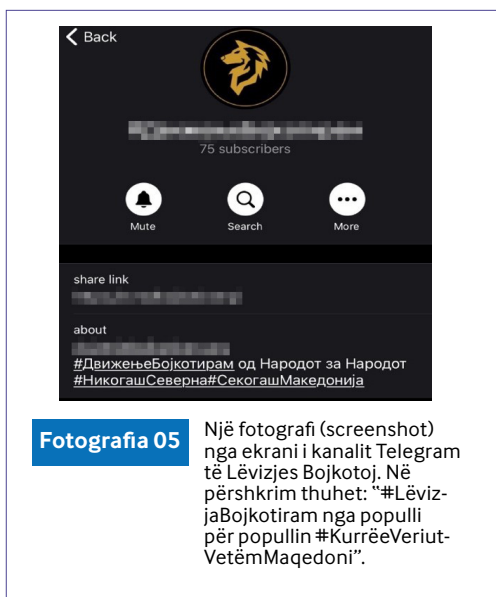 Back
75 subscribers
Mute
Search
More
share link
about
#ДвижењеБојкотирам од Народот за Народот
#НикогашСеверна#СекогашМакедонија
Fotografia 05
Një fotografi (screenshot)
nga ekrani i kanalit Telegram
të Lëvizjes Bojkotoj. Në
përshkrim thuhet: “#Lëviz-
jaBojkotiram nga populli
për popullin #KurrëeVeriut-
VetëmMaqedoni”.